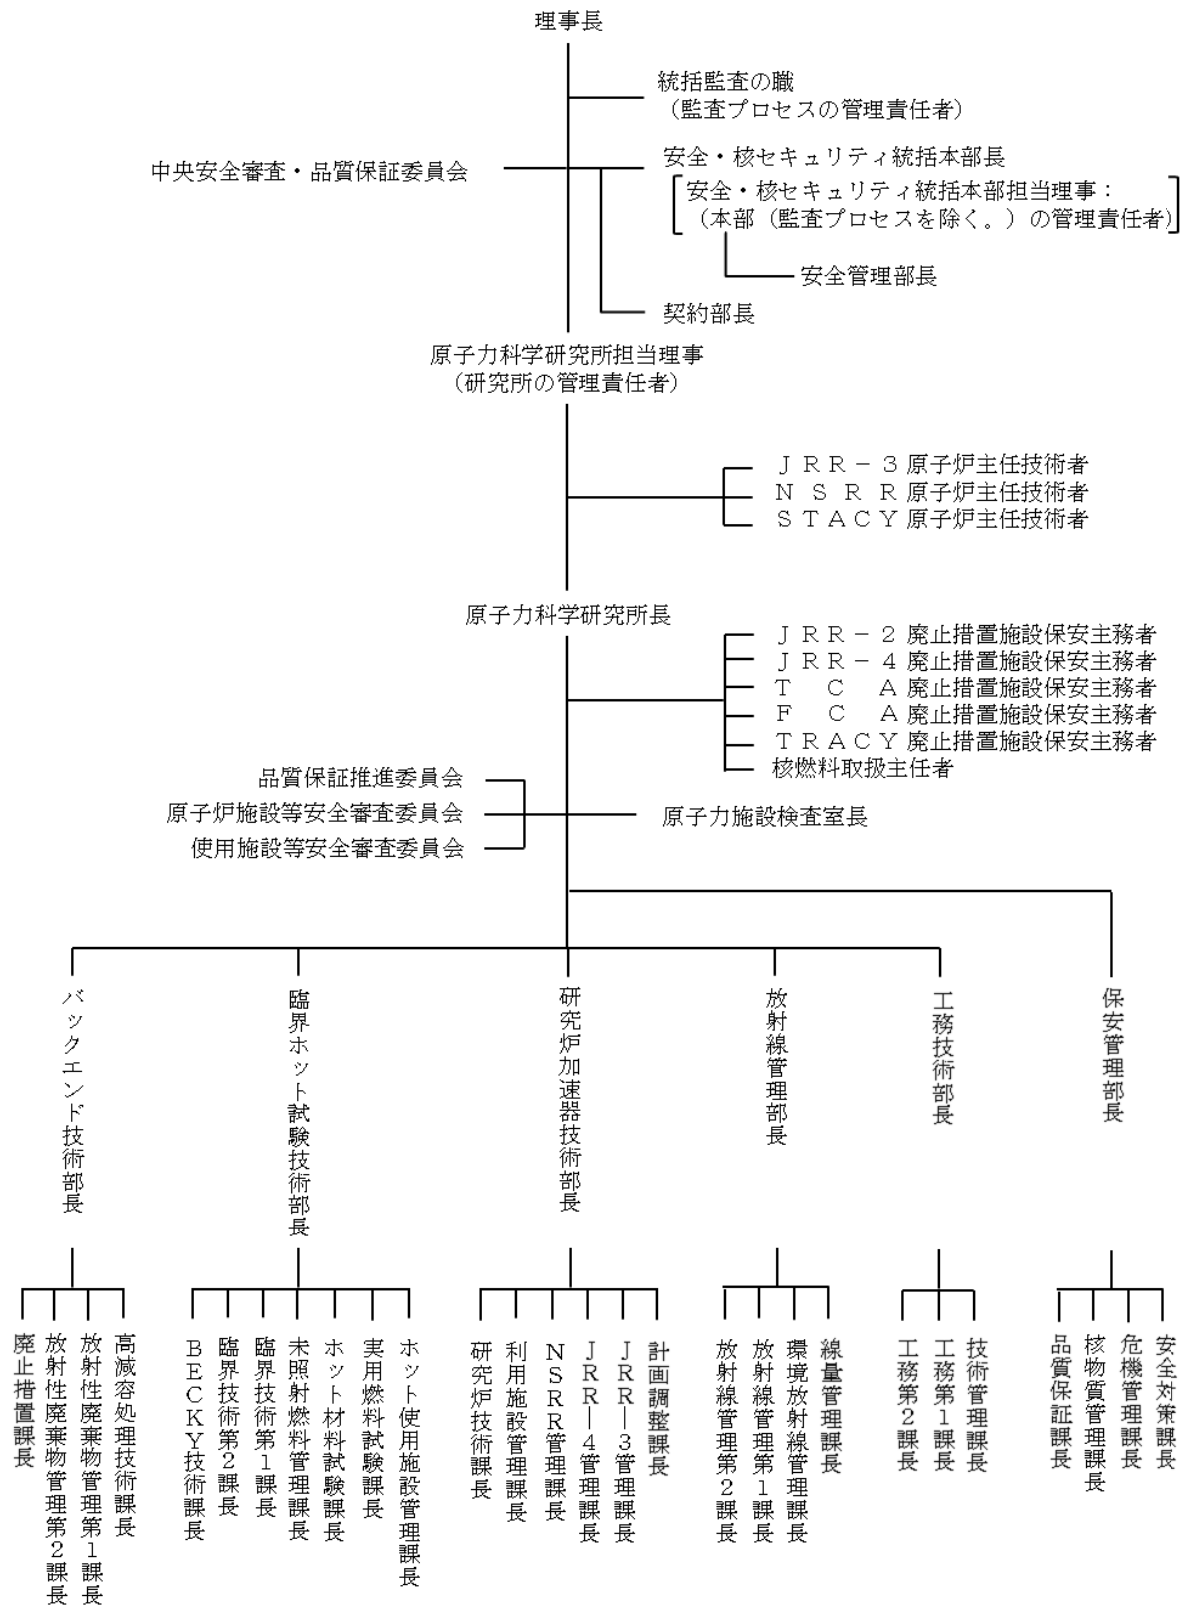 理事長
統括監査の職
（監査プロセスの管理責任者）
中央安全審査・品質保証委員会
安全・核セキュリティ統括本部長
安全・核セキュリティ統括本部担当理事：
（本部（監査プロセスを除く。）の管理責任者）
安全管理部長
契約部長
原子力科学研究所担当理事
（研究所の管理責任者）
ＪＲＲ－３原子炉主任技術者
ＮＳＲＲ原子炉主任技術者
ＳＴＡＣＹ原子炉主任技術者
原子力科学研究所長
ＪＲＲ－２廃止措置施設保安主務者
ＪＲＲ－４廃止措置施設保安主務者
Ｔ　Ｃ　Ａ廃止措置施設保安主務者
Ｆ　Ｃ　Ａ廃止措置施設保安主務者
ＴＲＡＣＹ廃止措置施設保安主務者
核燃料取扱主任者
品質保証推進委員会
原子炉施設等安全審査委員会
使用施設等安全審査委員会
原子力施設検査室長
バックエンド技術部長
臨界ホット試験技術部長
研究炉加速器技術部長
放射線管理部長
工務技術部長
保安管理部長
廃止措置課長
放射性廃棄物管理第２課長
放射性廃棄物管理第１課長
高減容処理技術課長
ＢＥＣＫＹ技術課長
臨界技術第２課長
臨界技術第１課長
未照射燃料管理課長
ホット材料試験課長
実用燃料試験課長
ホット使用施設管理課長
研究炉技術課長
利用施設管理課長
ＮＳＲＲ管理課長
ＪＲＲ―４管理課長
ＪＲＲ―３管理課長
計画調整課長
放射線管理第２課長
放射線管理第１課長
環境放射線管理課長
線量管理課長
工務第２課長
工務第１課長
技術管理課長
品質保証課長
核物質管理課長
危機管理課長
安全対策課長